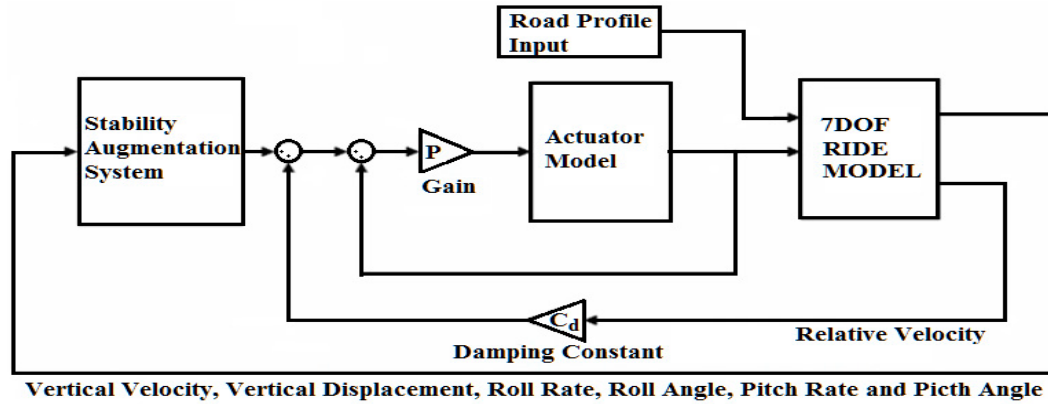 Road Profile
Input
Stability
Augmentation
System
P
Gain
Actuator
Model
7DOF
RIDE
MODEL
Cd
Damping Constant
Relative Velocity
Vertical Velocity, Vertical Displacement, Roll Rate, Roll Angle, Pitch Rate and Picth Angle